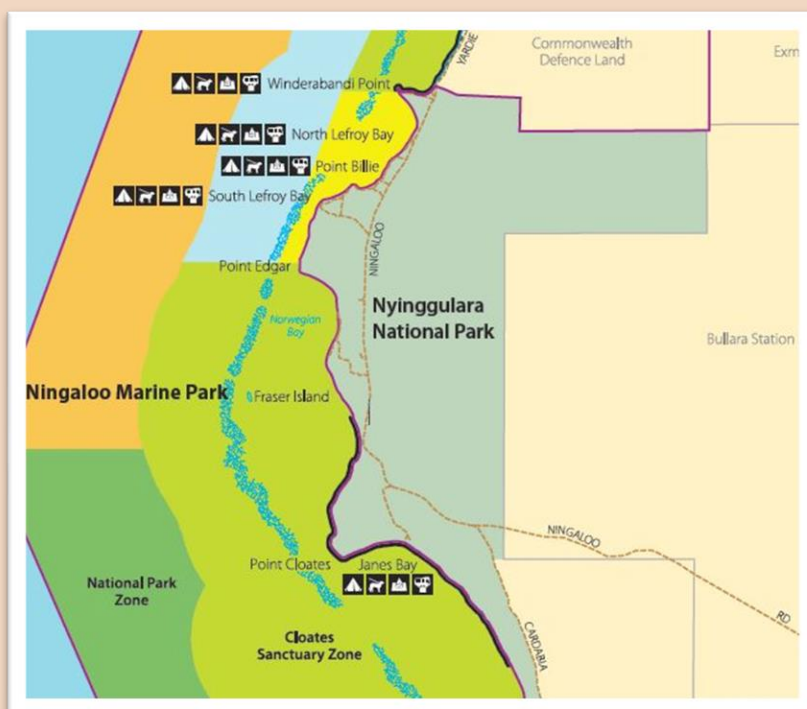 Commonwealth
Defence Land
Exm
YARDIE
Winderabandi Point
North Lefroy Bay
Point Billie
South Lefroy Bay
Point Edgar
NINGALOO
Norwegian
Bay
Nyinggulara
National Park
Bullara Station
Ningaloo Marine Park
Fraser Island
NINGALOO
RD
Point Cloates
Janes Bay
National Park
Zone
Cloates
Sanctuary Zone
CARDARIA